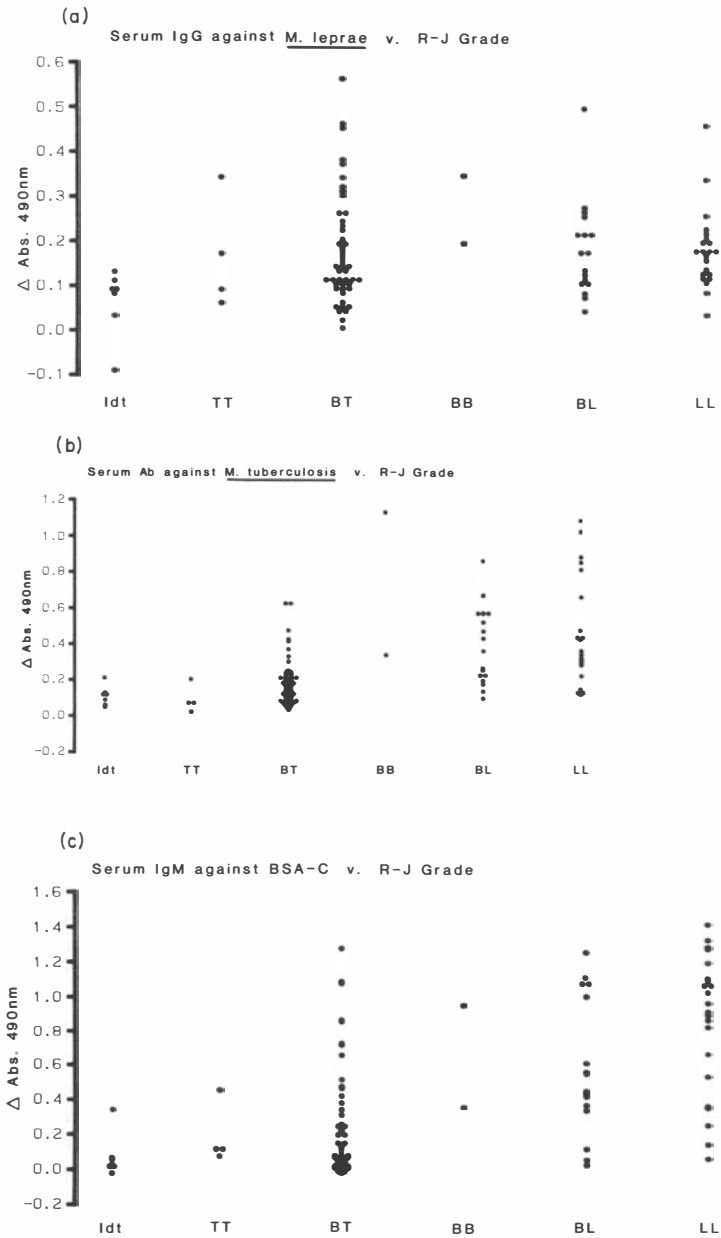 (a)
Serum IgG against M. leprae v. R-J Grade
0.6
0.5
0.4
0.3
0.2
0.1
0.0
-0.1
Δ Abs. 490nm
Idt TT BT BB BL LL
(b)
Serum Ab against M. tuberculosis v. R-J Grade
1.2
1.0
0.8
0.6
0.4
0.2
0.0
-0.2
Δ Abs. 490nm
Idt TT BT BB BL LL
(c)
Serum IgM against BSA-C v. R-J Grade
1.6
1.4
1.2
1.0
0.8
0.6
0.4
0.2
0.0
-0.2
Δ Abs. 490nm
Idt TT BT BB BL LL